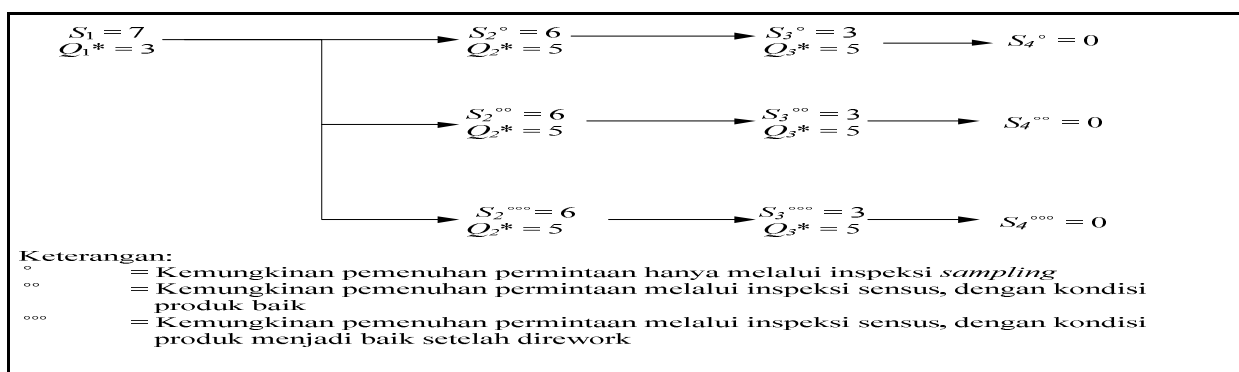 S₁ = 7
Q₁* = 3
S₂° = 6
Q₂* = 5
S₃° = 3
Q₃* = 5
S₄° = 0
S₂°° = 6
Q₂* = 5
S₃°° = 3
Q₃* = 5
S₄°° = 0
S₂°°° = 6
Q₂* = 5
S₃°°° = 3
Q₃* = 5
S₄°°° = 0
Keterangan:
° = Kemungkinan pemenuhan permintaan hanya melalui inspeksi sampling
°° = Kemungkinan pemenuhan permintaan melalui inspeksi sensus, dengan kondisi
produk baik
°°° = Kemungkinan pemenuhan permintaan melalui inspeksi sensus, dengan kondisi
produk menjadi baik setelah dirework